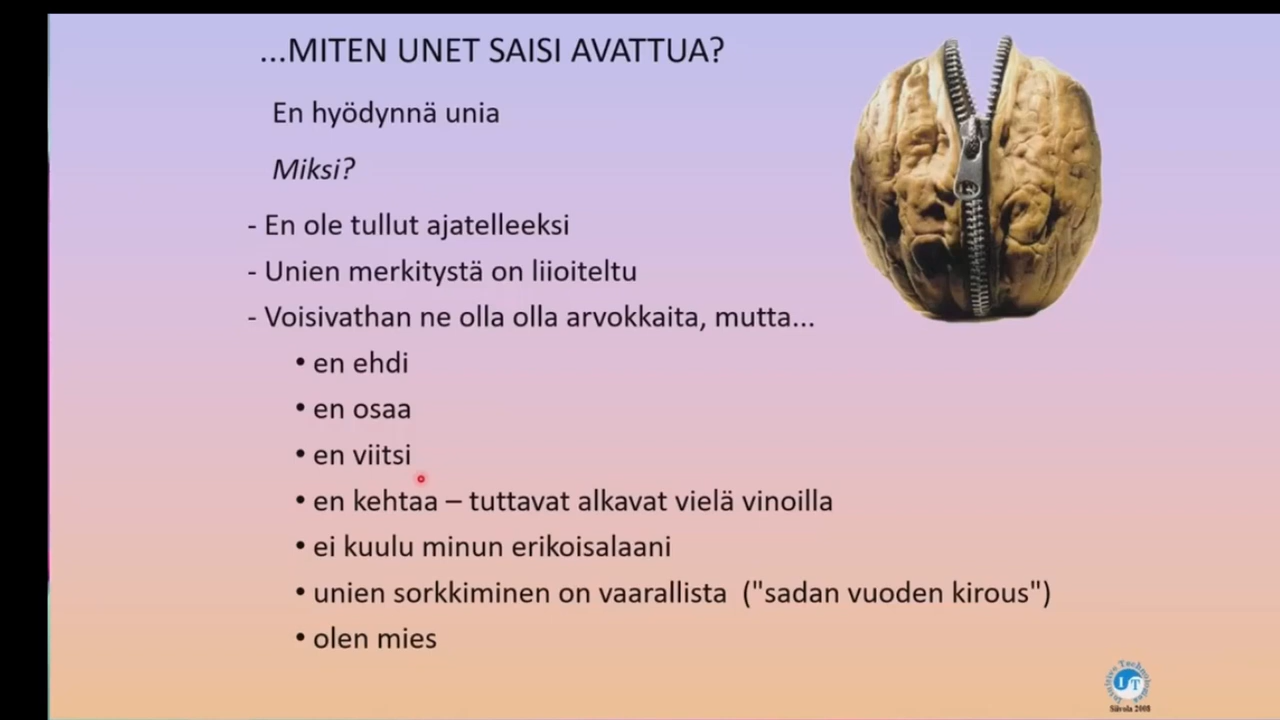 ...MITEN UNET SAISI AVATTUA?
En hyödynnä unia
Miksi?
- En ole tullut ajatelleeksi
- Unien merkitystä on liioiteltu
- Voisivathan ne olla olla arvokkaita, mutta...
• en ehdi
• en osaa
• en viitsi
• en kehtaa – tuttavat alkavat vielä vinoilla
• ei kuulu minun erikoisalaani
• unien sorkkiminen on vaarallista ("sadan vuoden kirous")
• olen mies
I T
Siivola 2008